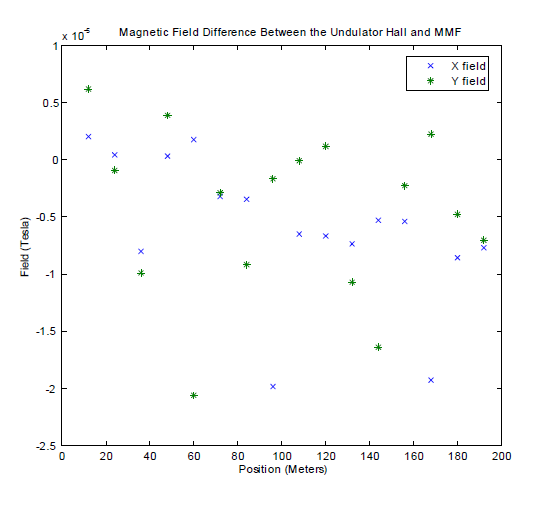 Magnetic Field Difference Between the Undulator Hall and MMF
x 10^-5
X field
Y field
1
0.5
0
-0.5
-1
-1.5
-2
-2.5
Field (Tesla)
0 20 40 60 80 100 120 140 160 180 200
Position (Meters)